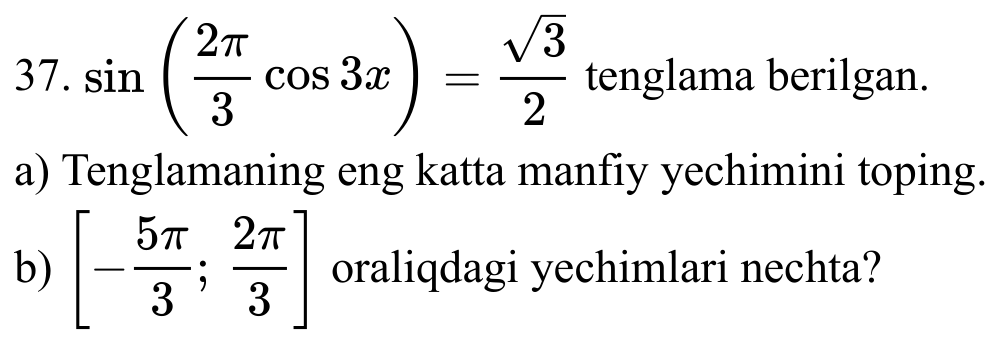 37. sin (2π/3 cos 3x) = √3/2 tenglama berilgan.
a) Tenglamaning eng katta manfiy yechimini toping.
b) [−5π/3; 2π/3] oraliqdagi yechimlari nechta?